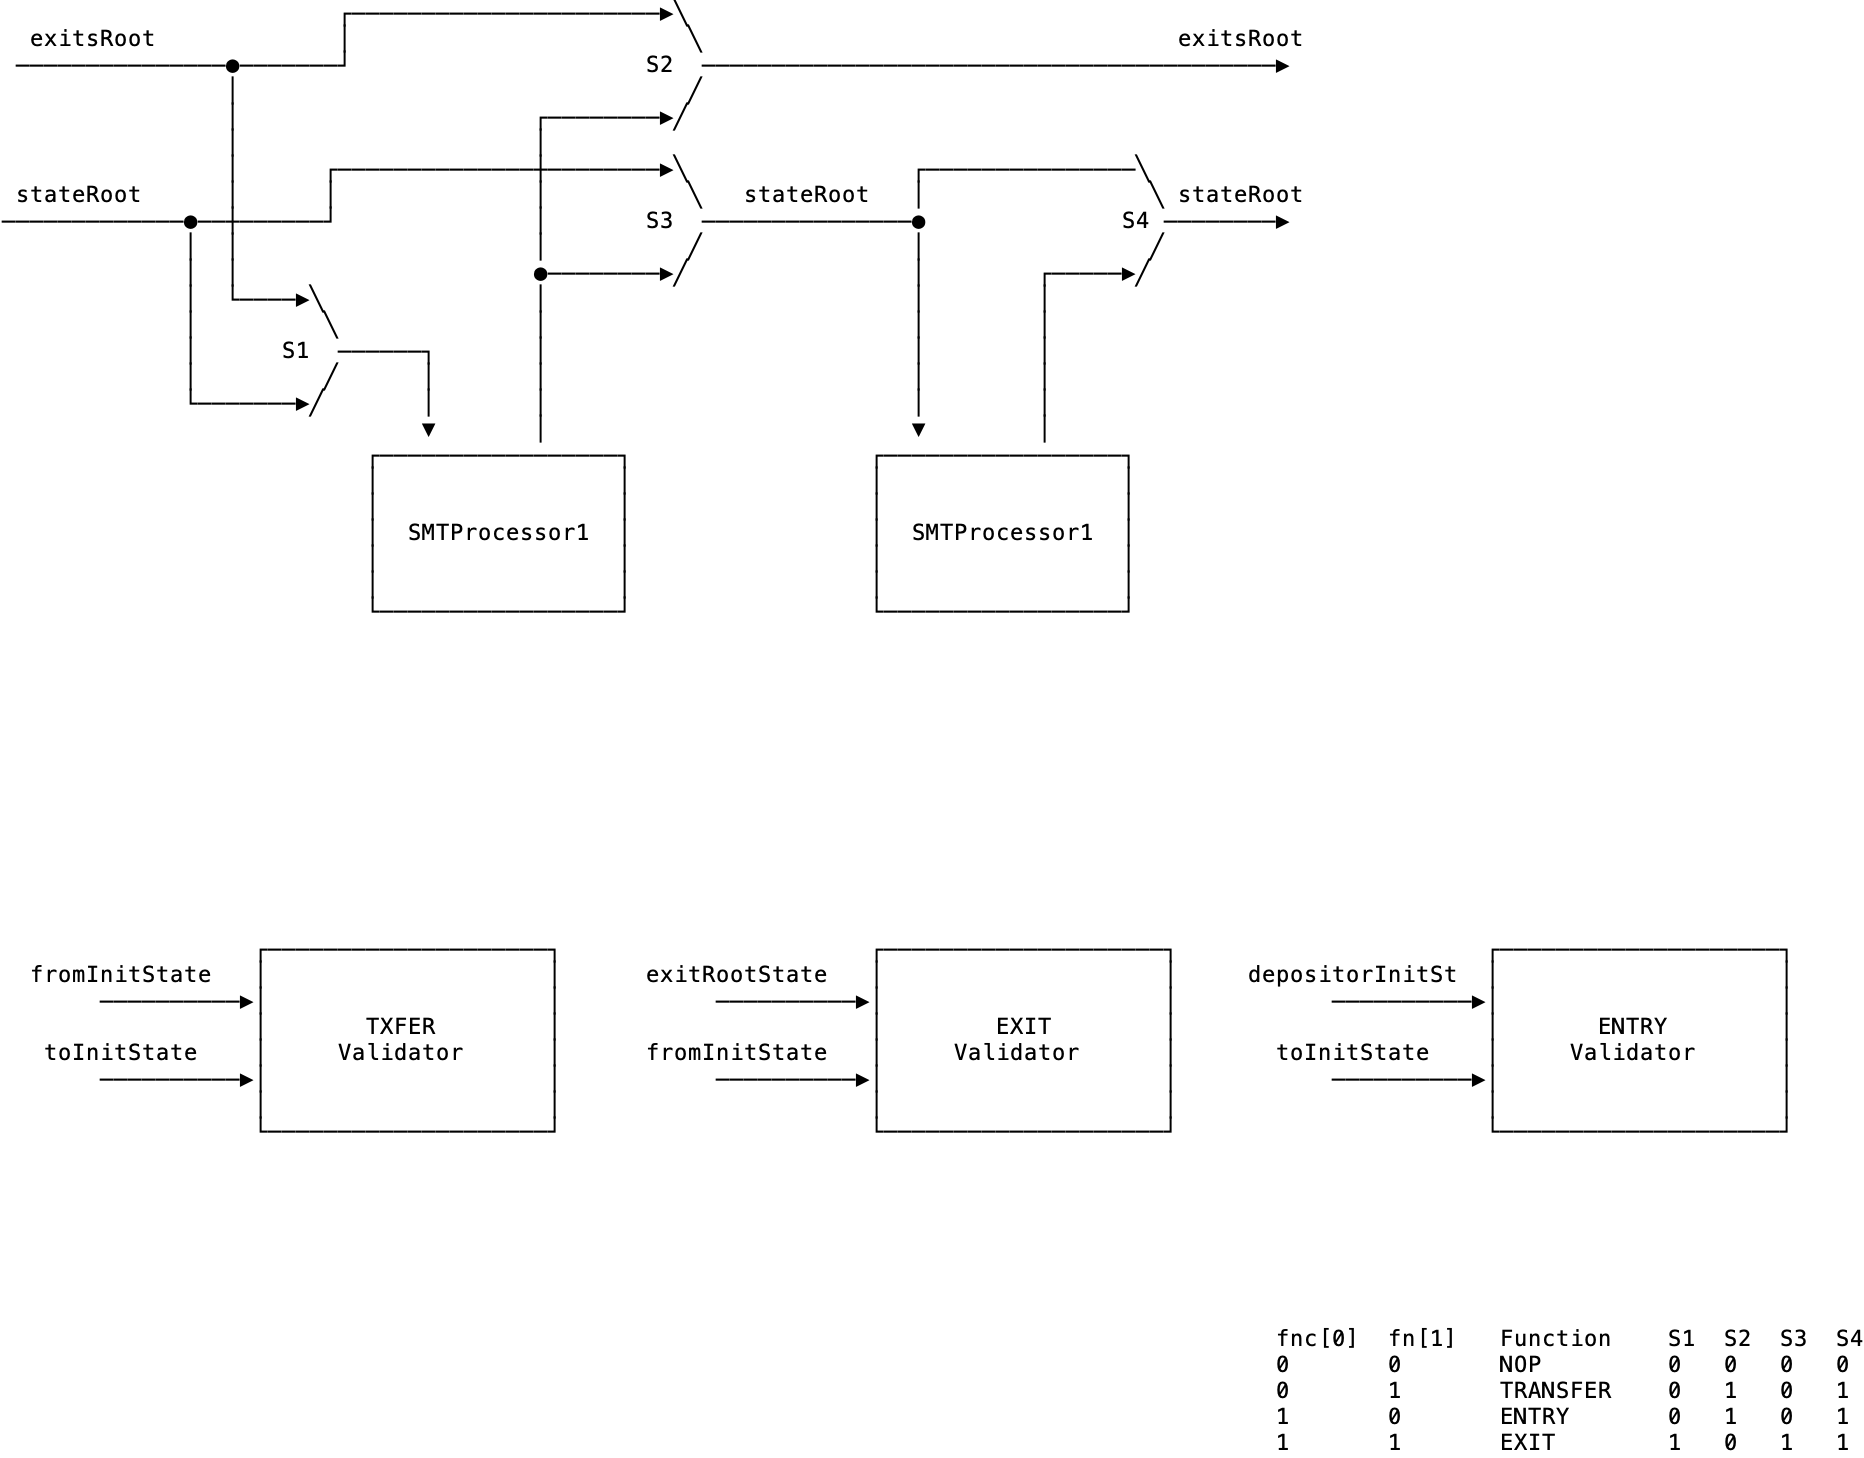 exitsRoot
S2
exitsRoot
stateRoot
S3
stateRoot
S4
stateRoot
S1
SMTProcessor1
SMTProcessor1
fromInitState
toInitState
TXFER
Validator
exitRootState
fromInitState
EXIT
Validator
depositorInitSt
toInitState
ENTRY
Validator
fnc[0] fn[1] Function S1 S2 S3 S4
0 0 NOP 0 0 0 0
0 1 TRANSFER 0 1 0 1
1 0 ENTRY 0 1 0 1
1 1 EXIT 1 0 1 1